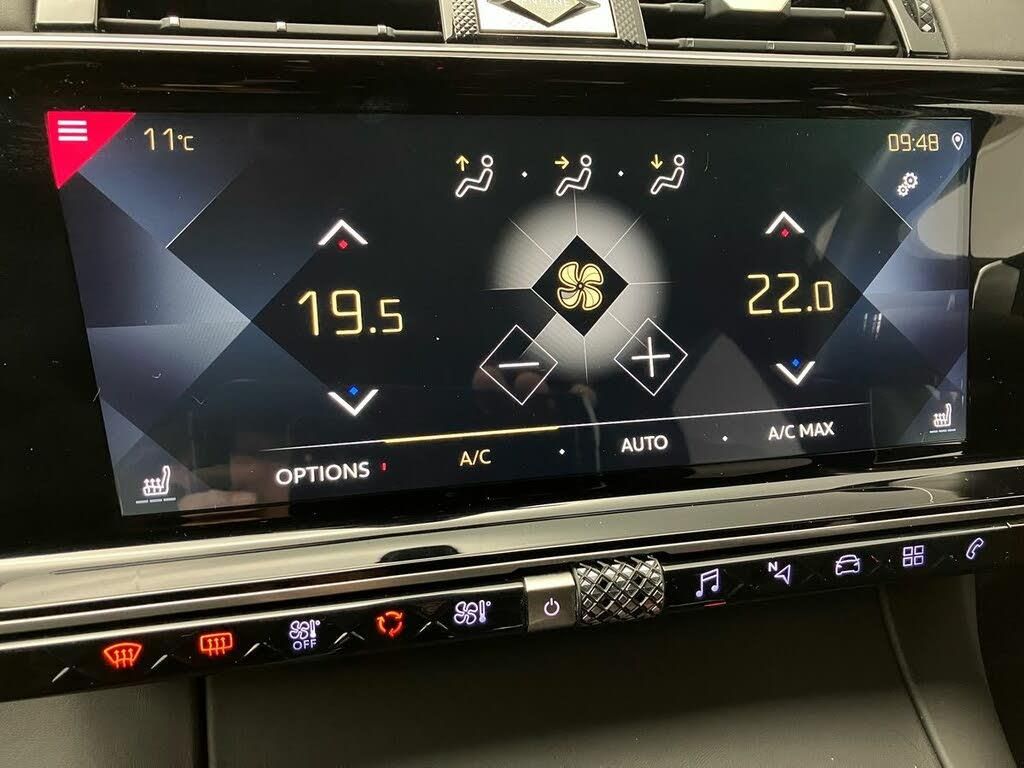 11°C
09:48
19.5
22.0
OPTIONS
A/C
AUTO
A/C MAX
OFF
N